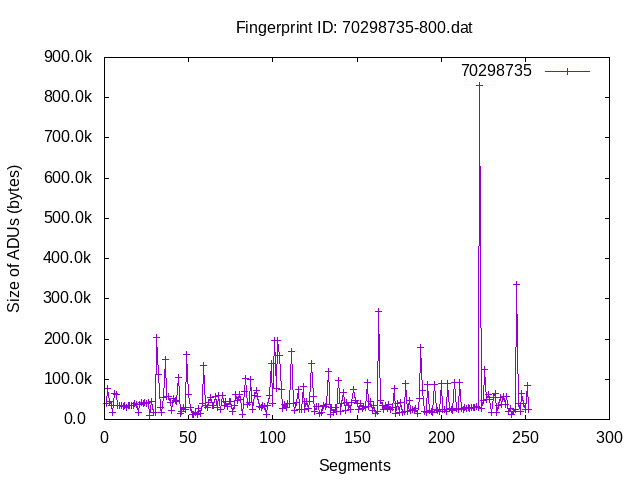 Fingerprint ID: 70298735-800.dat
900.0k
70298735
800.0k
700.0k
600.0k
500.0k
Size of ADUs (bytes)
400.0k
300.0k
200.0k
100.0k
0.0
0 50 100 150 200 250 300
Segments